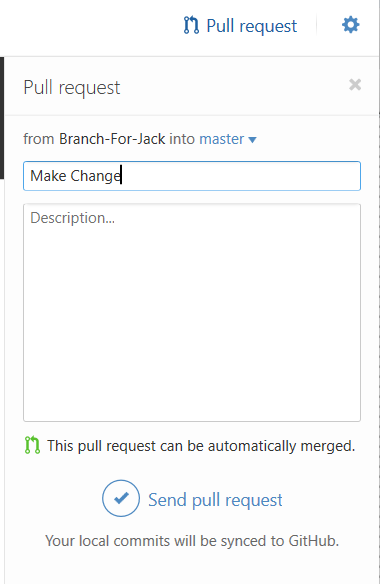 Pull request
Pull request
from Branch-For-Jack into master
Make Change
Description...
This pull request can be automatically merged.
Send pull request
Your local commits will be synced to GitHub.